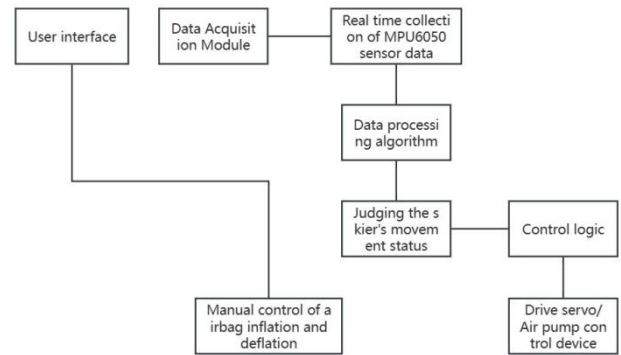 User interface
Data Acquisit
ion Module
Real time collecti
on of MPU6050
sensor data
Data processi
ng algorithm
Judging the s
kier's movem
ent status
Control logic
Manual control of a
irbag inflation and
deflation
Drive servo/
Air pump con
trol device